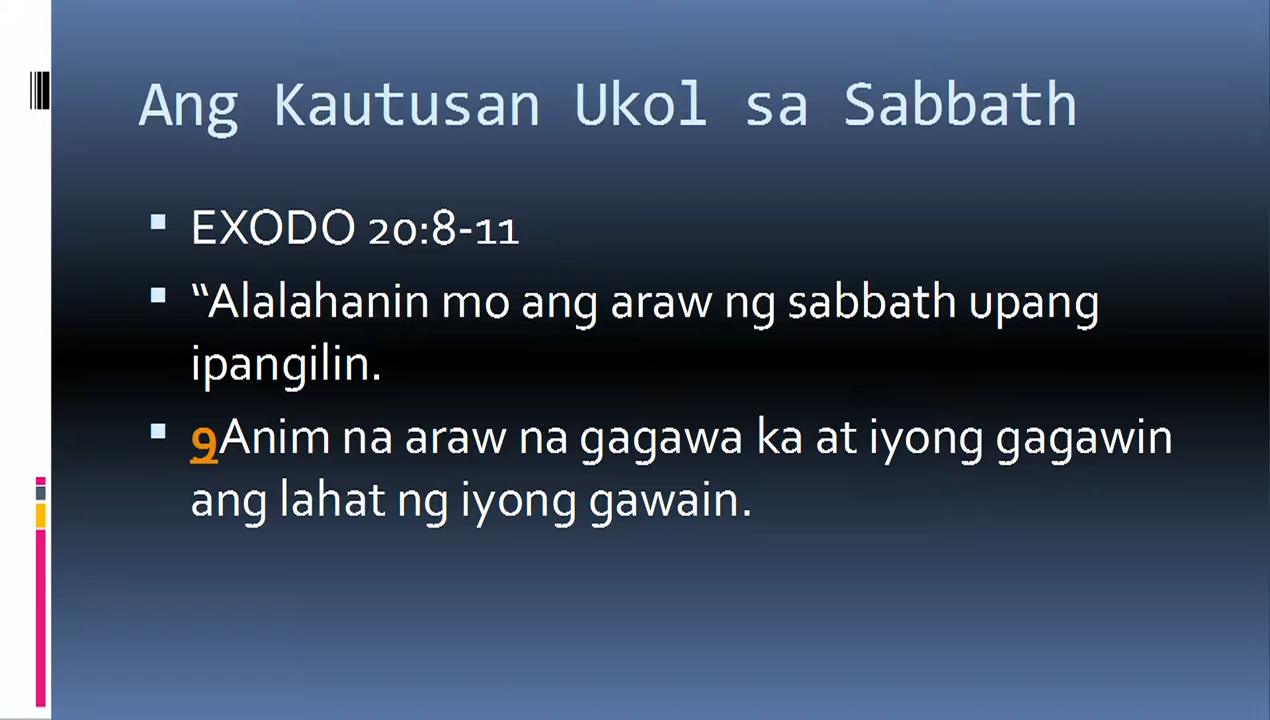 Ang Kautusan Ukol sa Sabbath
▪ EXODO 20:8-11
▪ “Alalahanin mo ang araw ng sabbath upang
ipangilin.
▪ 9Anim na araw na gagawa ka at iyong gagawin
ang lahat ng iyong gawain.